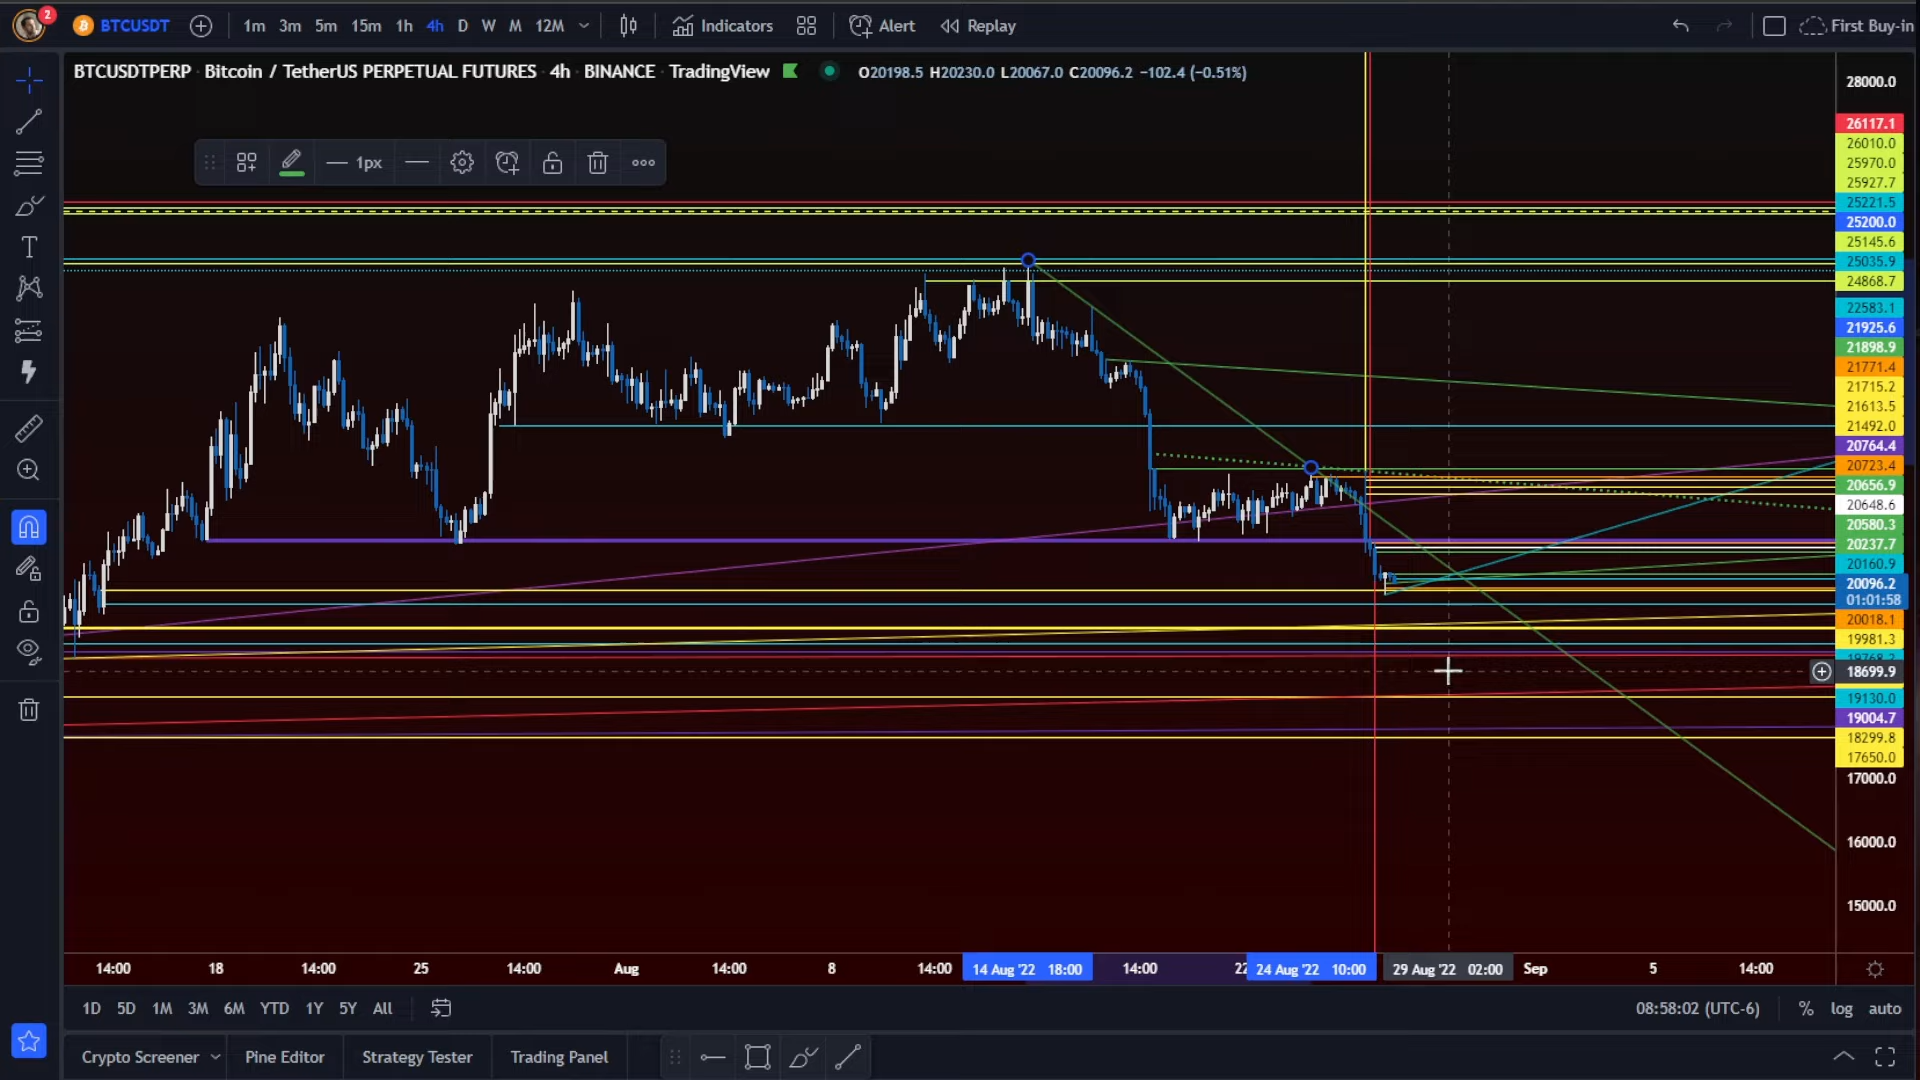 2
BTCUSDT
1m 3m 5m 15m 1h 4h D W M 12M
Indicators
Alert
Replay
First Buy-in
BTCUSDTPERP · Bitcoin / TetherUS PERPETUAL FUTURES · 4h · BINANCE · TradingView
O20198.5 H20230.0 L20067.0 C20096.2 −102.4 (−0.51%)
1px
28000.0
26117.1
26010.0
25970.0
25927.7
25221.5
25200.0
25145.6
25035.9
24868.7
22583.1
21925.6
21898.9
21771.4
21715.2
21613.5
21492.0
20764.4
20723.4
20656.9
20648.6
20580.3
20237.7
20160.9
20096.2
01:01:58
20018.1
19981.3
18699.9
19130.0
19004.7
18299.8
17650.0
17000.0
16000.0
15000.0
14:00 18 14:00 25 14:00 Aug 14:00 8 14:00 14 Aug '22 18:00 14:00 22 24 Aug '22 10:00 29 Aug '22 02:00 Sep 5 14:00
1D 5D 1M 3M 6M YTD 1Y 5Y All
08:58:02 (UTC-6) % log auto
Crypto Screener Pine Editor Strategy Tester Trading Panel